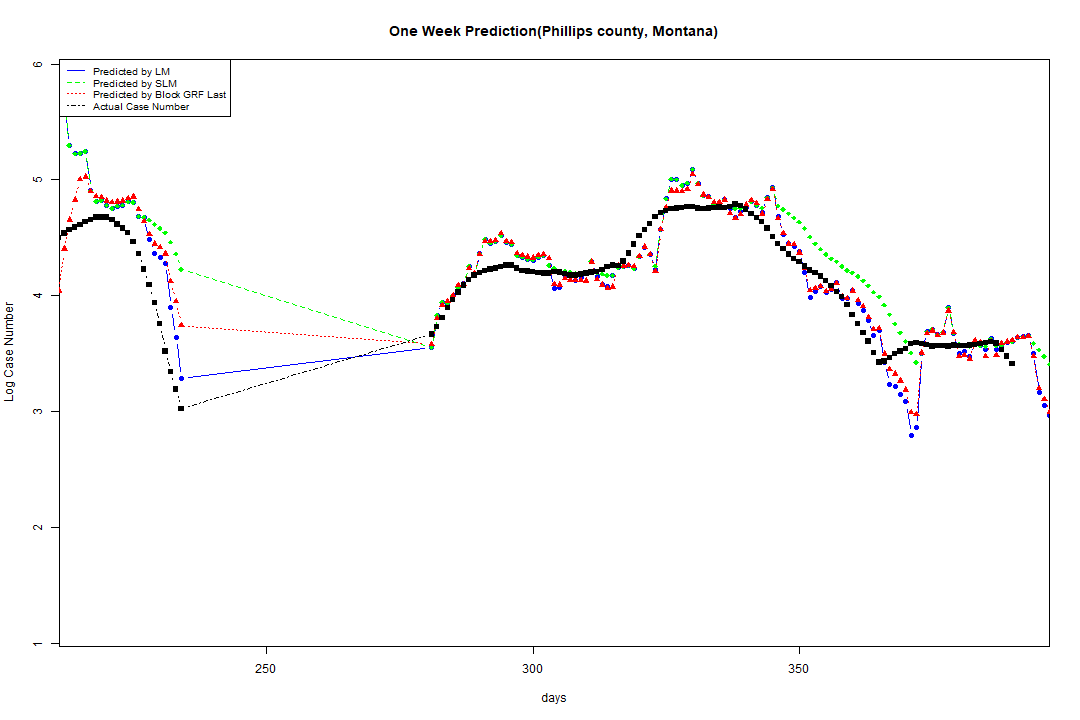 One Week Prediction(Phillips county, Montana)
Predicted by LM
Predicted by SLM
Predicted by Block GRF Last
Actual Case Number
Log Case Number
6
5
4
3
2
1
250 300 350
days